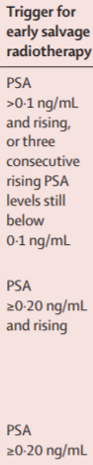 Trigger for
early salvage
radiotherapy
PSA
>0·1 ng/mL
and rising,
or three
consecutive
rising PSA
levels still
below
0·1 ng/mL
PSA
≥0·20 ng/mL
and rising
PSA
≥0·20 ng/mL